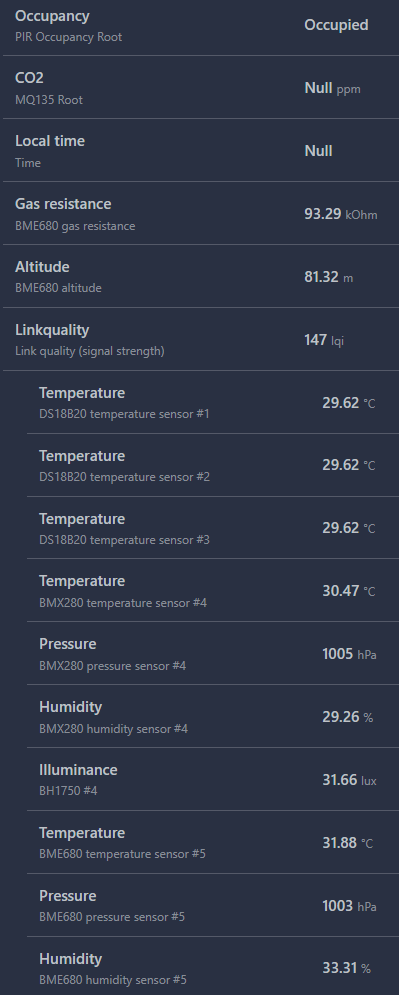 Occupancy
PIR Occupancy Root
Occupied
CO2
MQ135 Root
Null ppm
Local time
Time
Null
Gas resistance
BME680 gas resistance
93.29 kOhm
Altitude
BME680 altitude
81.32 m
Linkquality
Link quality (signal strength)
147 lqi
Temperature
DS18B20 temperature sensor #1
29.62 °C
Temperature
DS18B20 temperature sensor #2
29.62 °C
Temperature
DS18B20 temperature sensor #3
29.62 °C
Temperature
BMX280 temperature sensor #4
30.47 °C
Pressure
BMX280 pressure sensor #4
1005 hPa
Humidity
BMX280 humidity sensor #4
29.26 %
Illuminance
BH1750 #4
31.66 lux
Temperature
BME680 temperature sensor #5
31.88 °C
Pressure
BME680 pressure sensor #5
1003 hPa
Humidity
BME680 humidity sensor #5
33.31 %